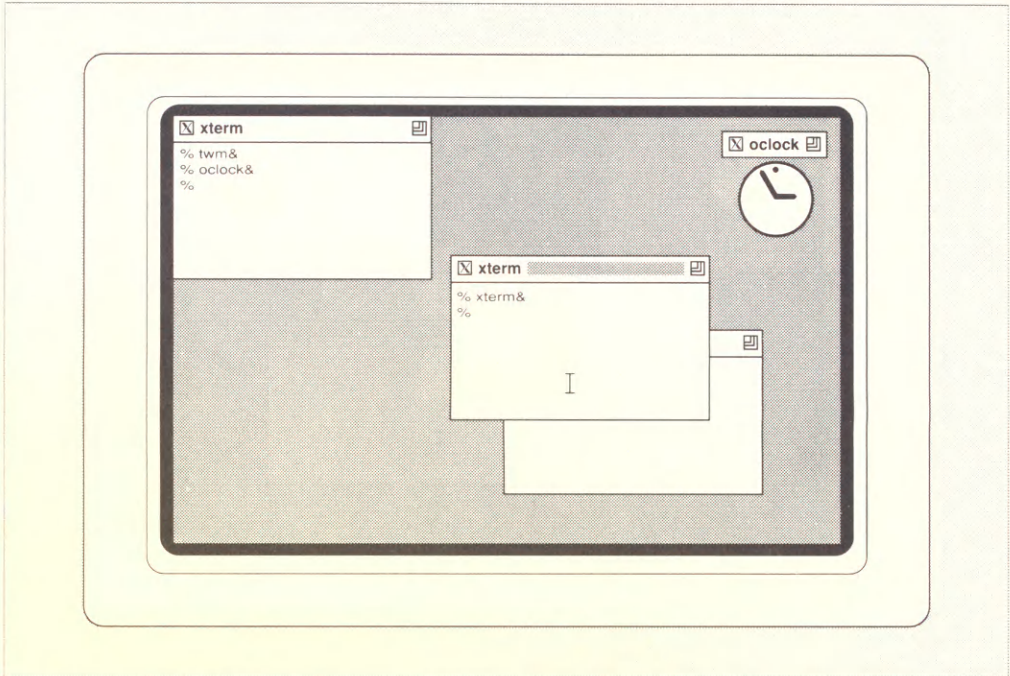 X xterm
% twm&
% oclock&
%
X oclock
X xterm
% xterm&
%